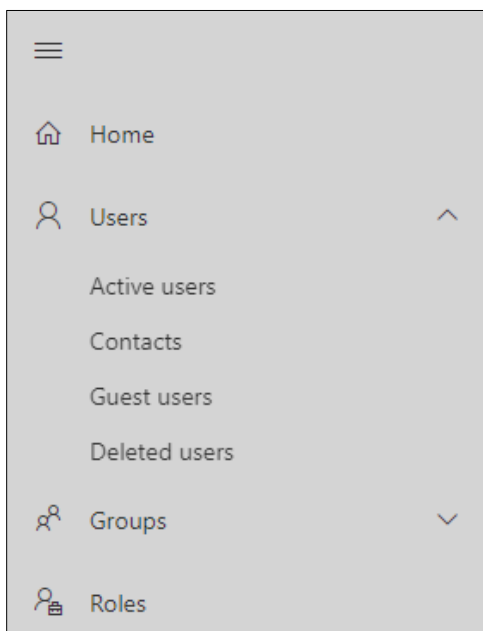 Home
Users
Active users
Contacts
Guest users
Deleted users
Groups
Roles